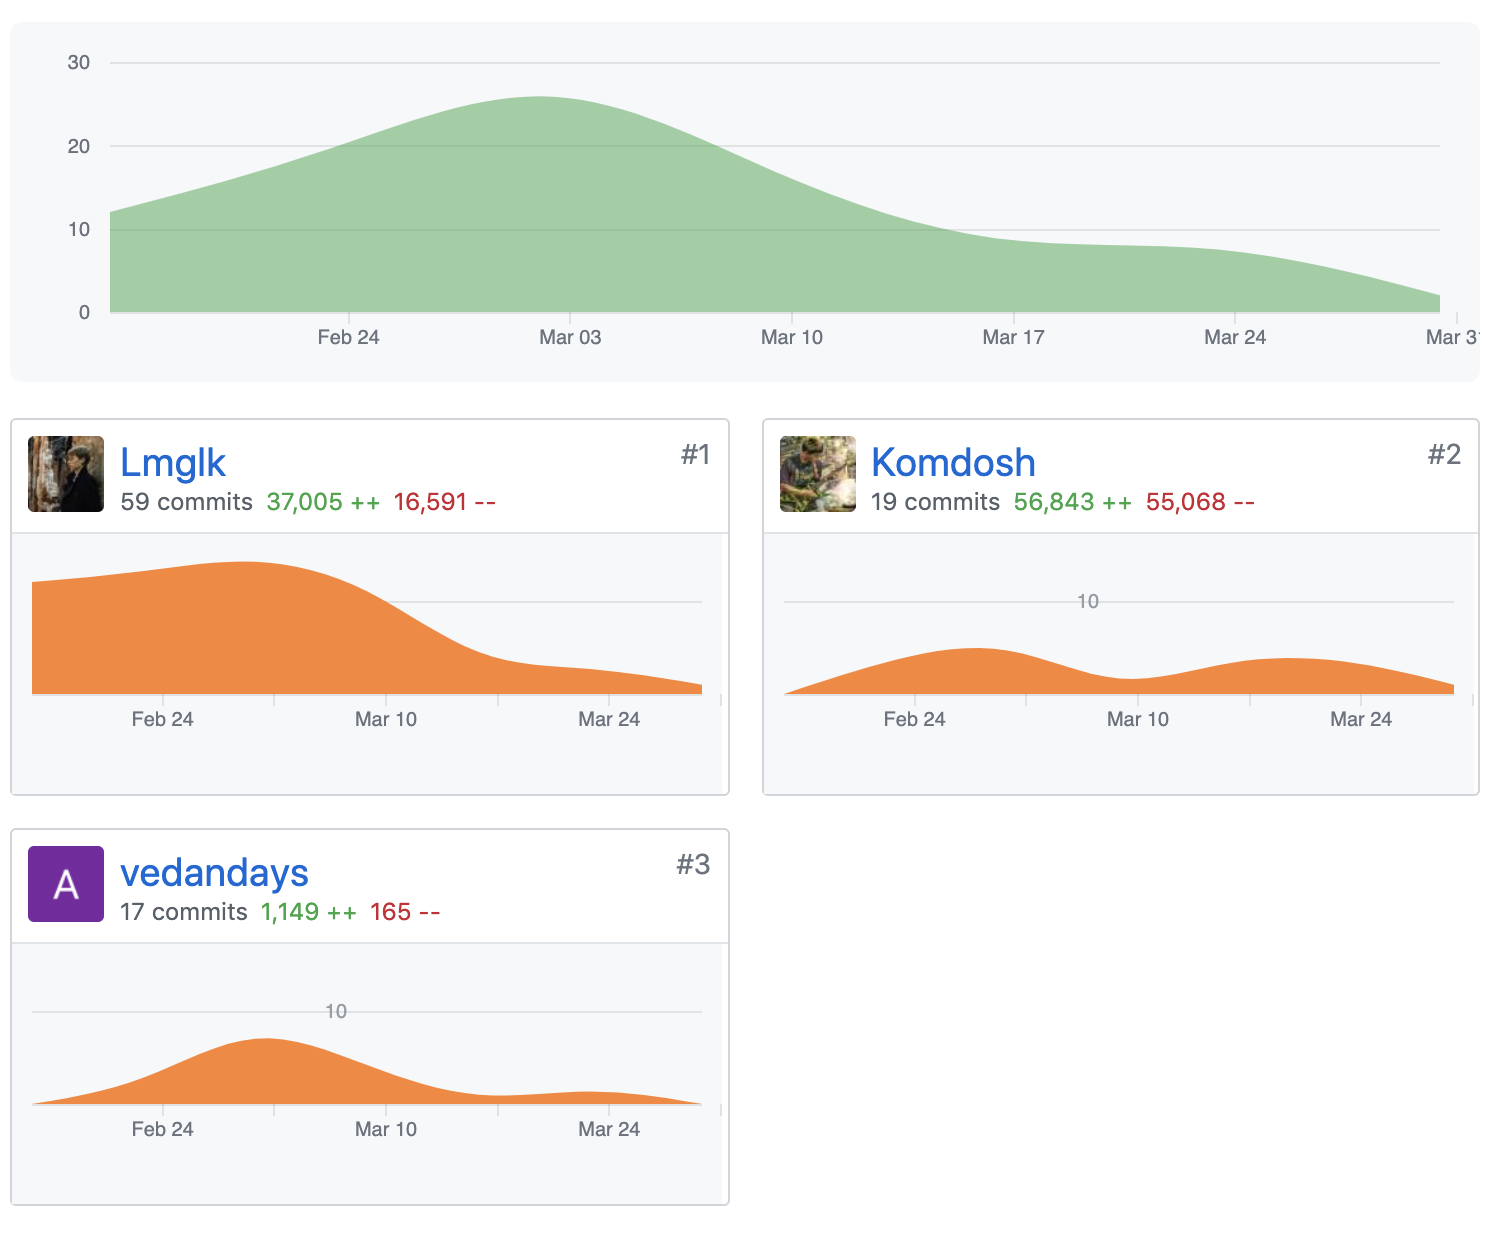 30
20
10
0
Feb 24 Mar 03 Mar 10 Mar 17 Mar 24 Mar 3
Lmglk #1
59 commits 37,005 ++ 16,591 --
Feb 24 Mar 10 Mar 24
Komdosh #2
19 commits 56,843 ++ 55,068 --
10
Feb 24 Mar 10 Mar 24
A vedandays #3
17 commits 1,149 ++ 165 --
10
Feb 24 Mar 10 Mar 24